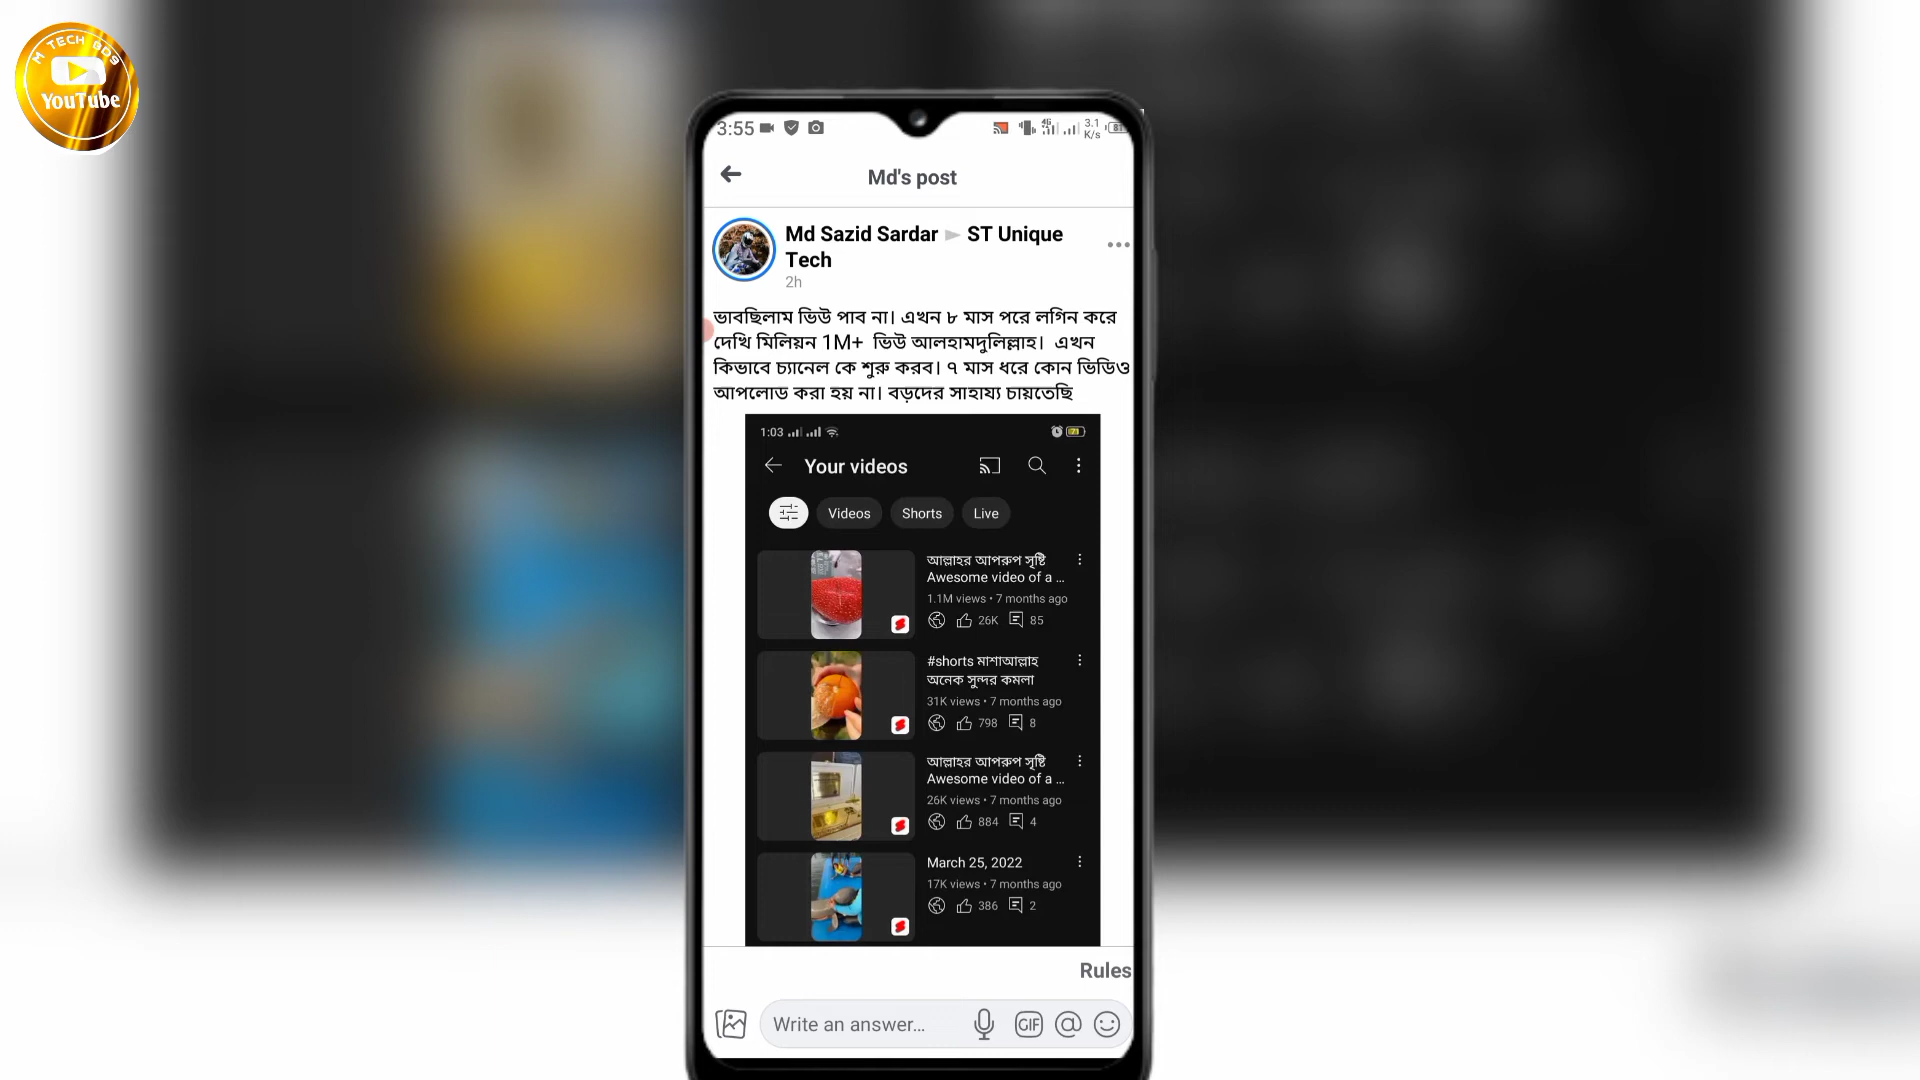 M TECH BD9
YouTube
3:55
3.1
K/s
81
Md's post
Md Sazid Sardar ► ST Unique
Tech
2h
ভাবছিলাম ভিউ পাব না। এখন ৮ মাস পরে লগিন করে
দেখি মিলিয়ন 1M+ ভিউ আলহামদুলিল্লাহ। এখন
কিভাবে চ্যানেল কে শুরু করব। ৭ মাস ধরে কোন ভিডিও
আপলোড করা হয় না। বড়দের সাহায্য চায়তেছি
1:03
Your videos
Videos
Shorts
Live
আল্লাহর আপরুপ সৃষ্টি
Awesome video of a ...
1.1M views • 7 months ago
26K 85
#shorts মাশাআল্লাহ
অনেক সুন্দর কমলা
31K views • 7 months ago
798 8
আল্লাহর আপরুপ সৃষ্টি
Awesome video of a ...
26K views • 7 months ago
884 4
March 25, 2022
17K views • 7 months ago
386 2
Rules
Write an answer...
GIF